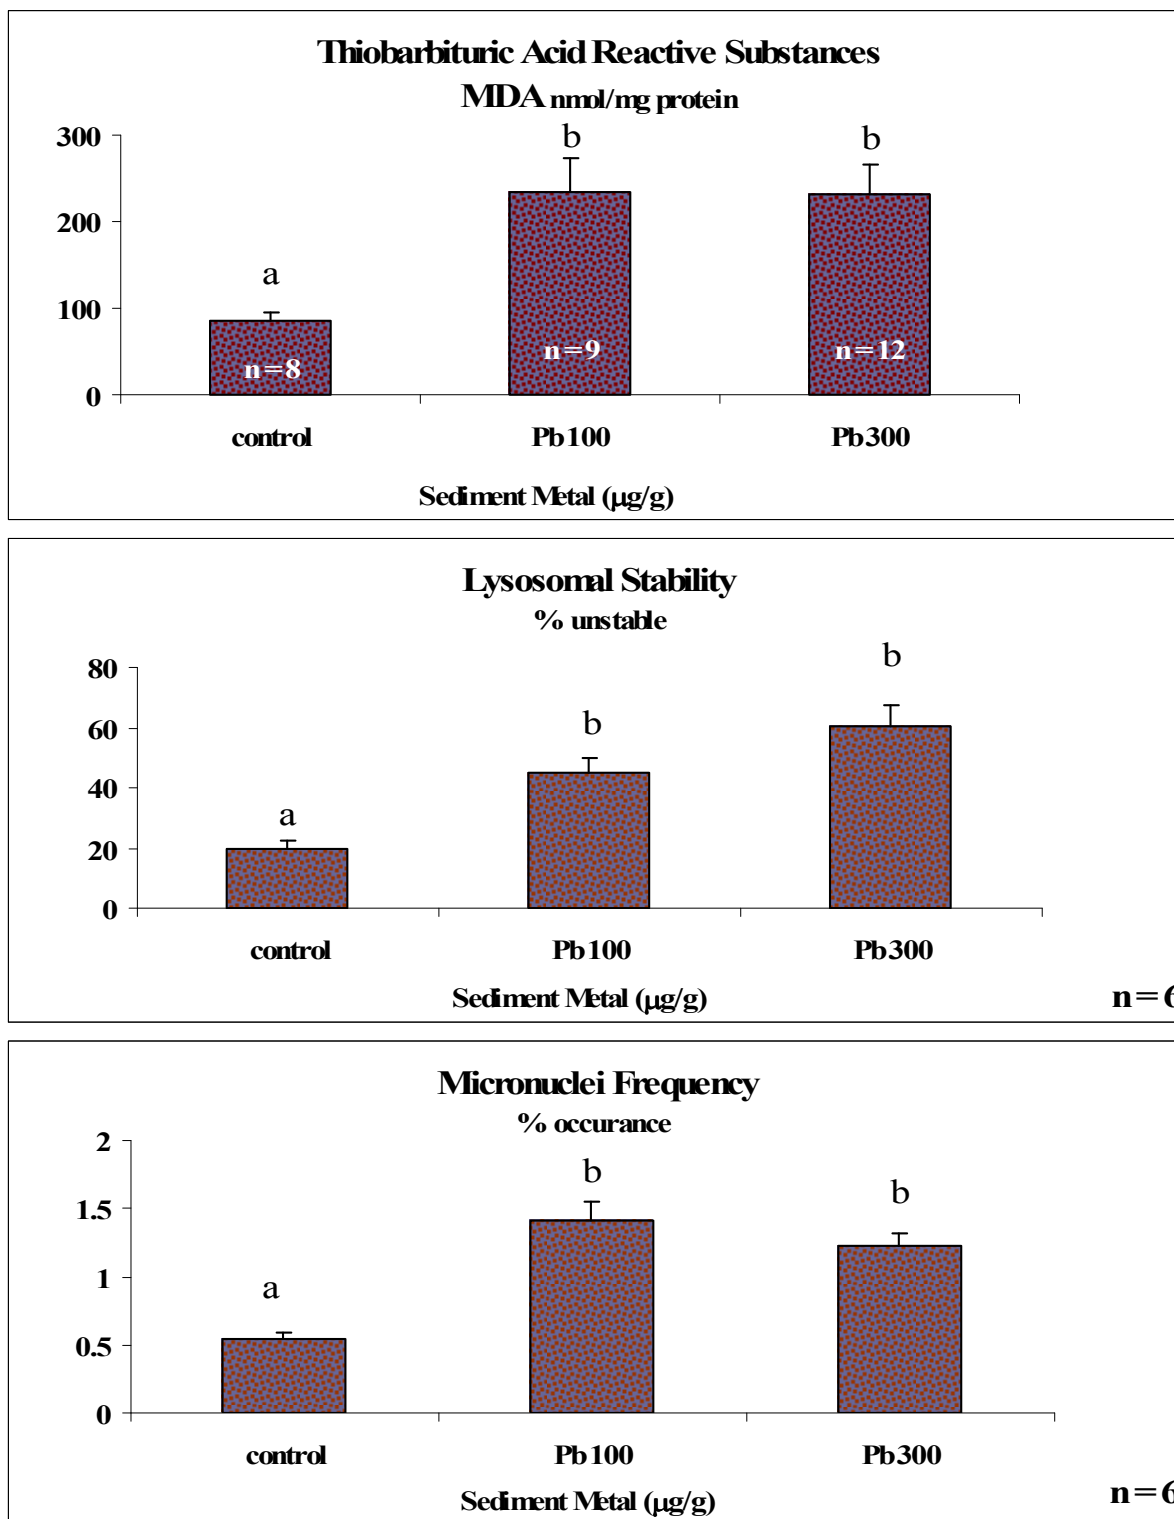 Thiobarbituric Acid Reactive Substances
MDA nmol/mg protein
300
200
100
0
a
b
b
n=8
n=9
n=12
control
Pb100
Pb300
Sediment Metal (µg/g)
Lysosomal Stability
% unstable
80
60
40
20
0
a
b
b
control
Pb100
Pb300
Sediment Metal (µg/g)
n=6
Micronuclei Frequency
% occurance
2
1.5
1
0.5
0
a
b
b
control
Pb100
Pb300
Sediment Metal (µg/g)
n=6